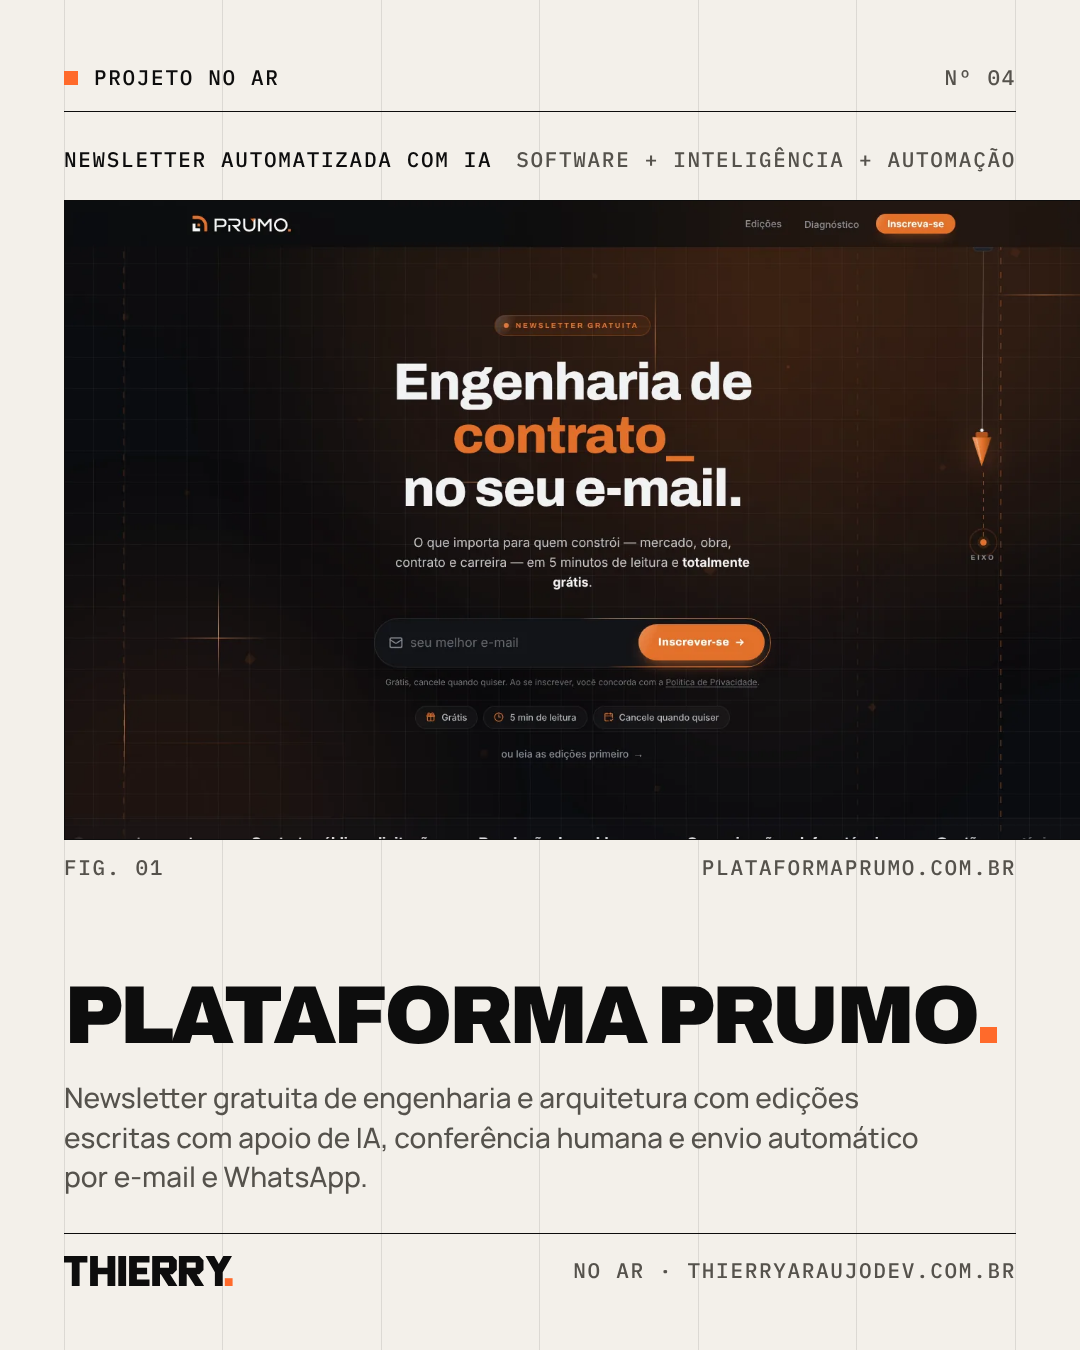 PROJETO NO AR
Nº 04
NEWSLETTER AUTOMATIZADA COM IA
SOFTWARE + INTELIGÊNCIA + AUTOMAÇÃO
PRUMO.
Edições
Diagnóstico
Inscreva-se
NEWSLETTER GRATUITA
Engenharia de
contrato_
no seu e-mail.
EIXO
O que importa para quem constrói — mercado, obra,
contrato e carreira — em 5 minutos de leitura e totalmente
grátis.
seu melhor e-mail
Inscrever-se →
Grátis, cancele quando quiser. Ao se inscrever, você concorda com a Política de Privacidade.
Grátis
5 min de leitura
Cancele quando quiser
ou leia as edições primeiro →
FIG. 01
PLATAFORMAPRUMO.COM.BR
PLATAFORMA PRUMO.
Newsletter gratuita de engenharia e arquitetura com edições
escritas com apoio de IA, conferência humana e envio automático
por e-mail e WhatsApp.
THIERRY.
NO AR · THIERRYARAUJODEV.COM.BR